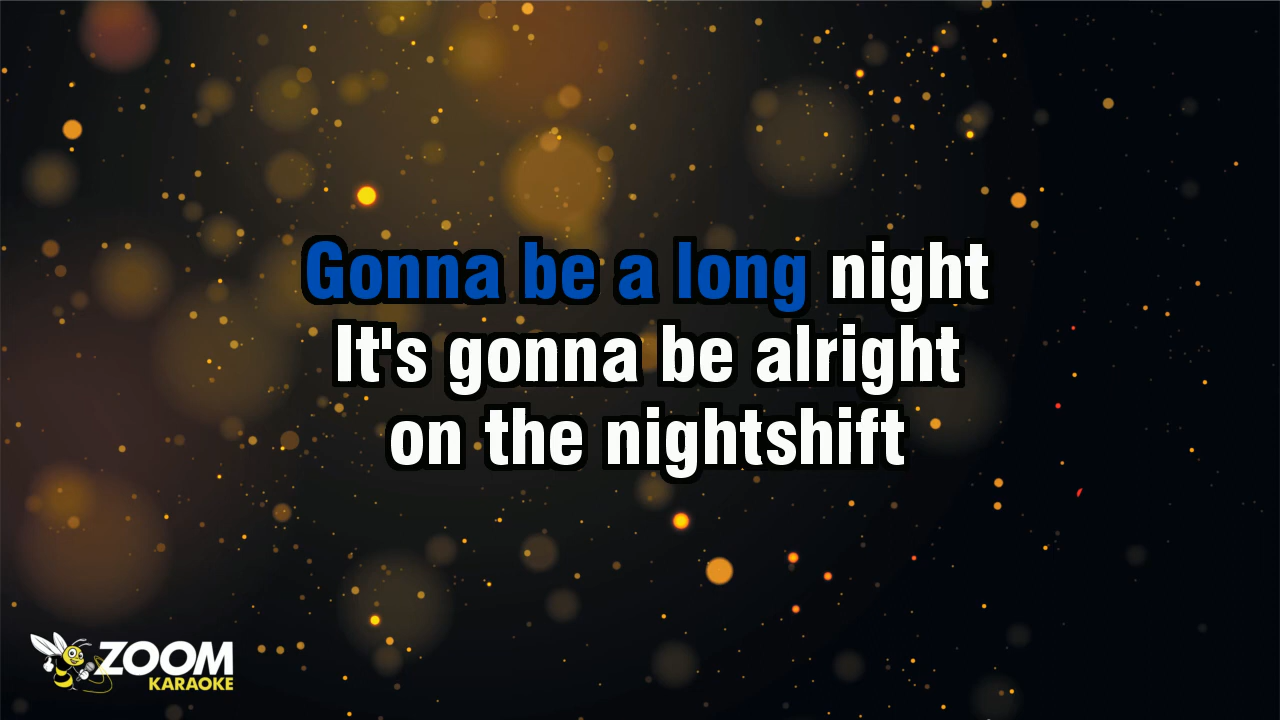 Gonna be a long night
It's gonna be alright
on the nightshift
ZOOM
KARAOKE